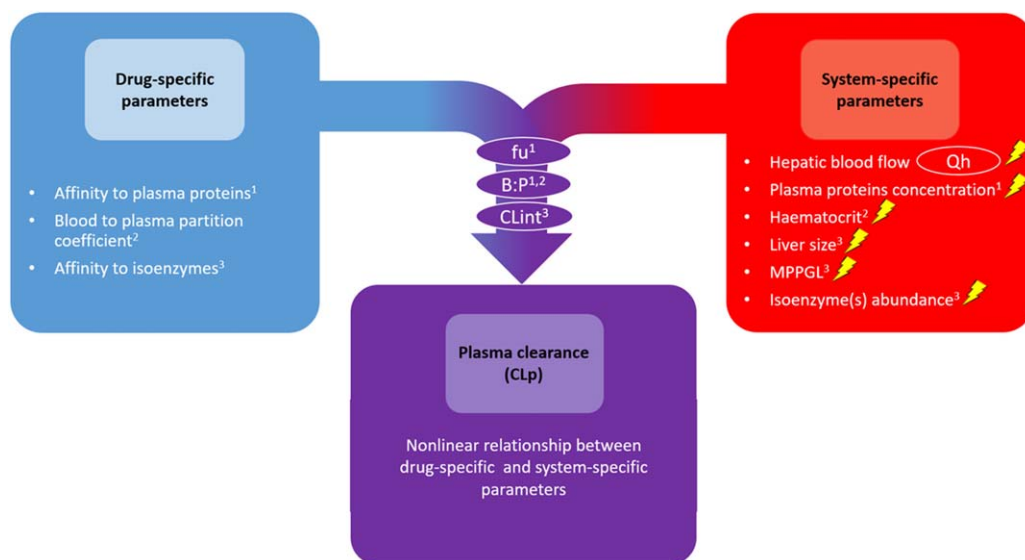 Drug-specific
parameters
• Affinity to plasma proteins¹
• Blood to plasma partition
coefficient²
• Affinity to isoenzymes³
fu¹
B:P¹,²
CLint³
System-specific
parameters
• Hepatic blood flow Qh
• Plasma proteins concentration¹
• Haematocrit²
• Liver size³
• MPPGL³
• Isoenzyme(s) abundance³
Plasma clearance
(CLp)
Nonlinear relationship between
drug-specific and system-specific
parameters